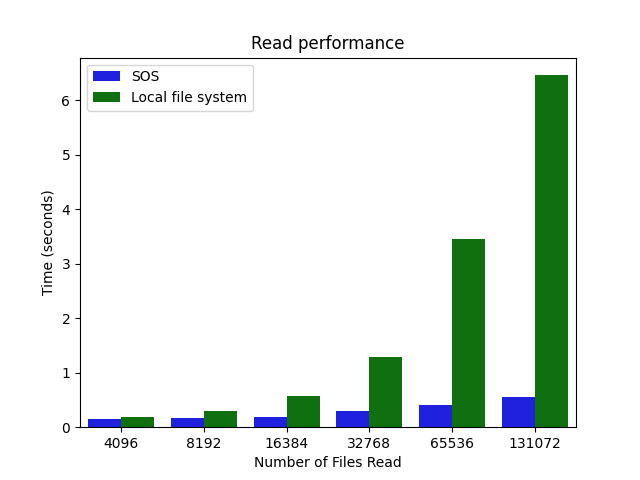 Read performance
SOS
Local file system
Time (seconds)
6
5
4
3
2
1
0
4096 8192 16384 32768 65536 131072
Number of Files Read